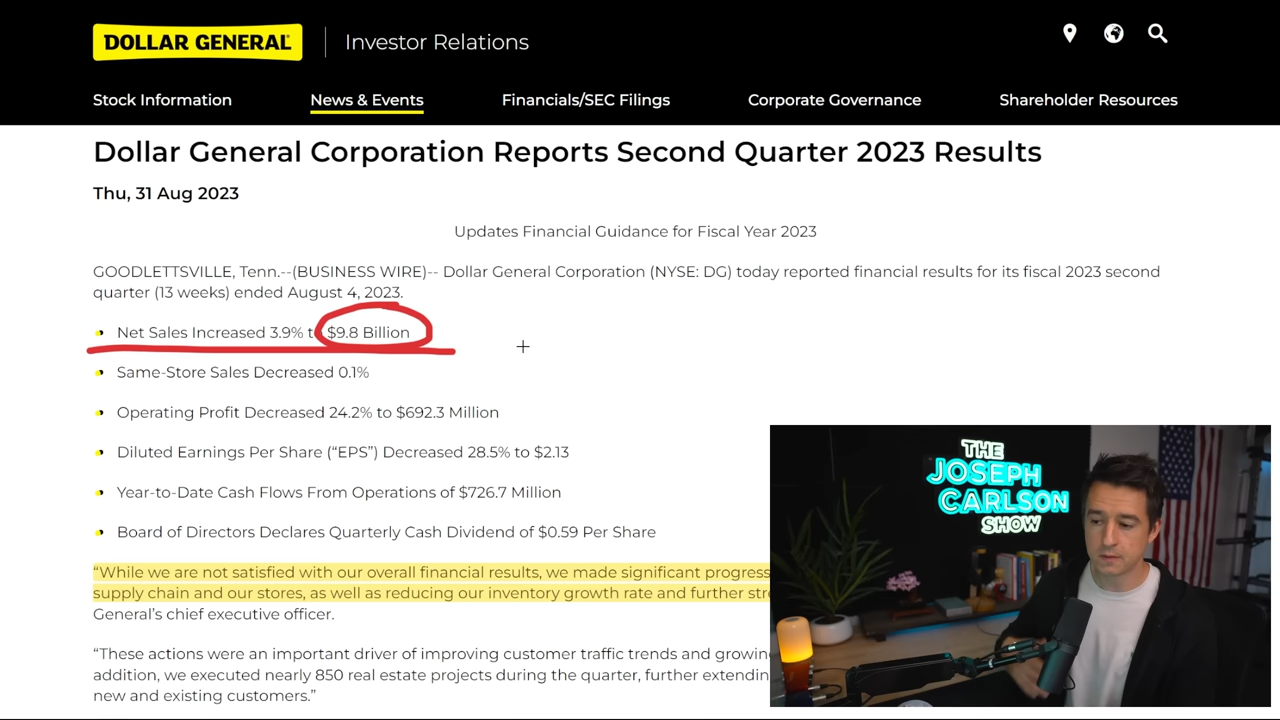 DOLLAR GENERAL
Investor Relations
Stock Information
News & Events
Financials/SEC Filings
Corporate Governance
Shareholder Resources
Dollar General Corporation Reports Second Quarter 2023 Results
Thu, 31 Aug 2023
Updates Financial Guidance for Fiscal Year 2023
GOODLETTSVILLE, Tenn.--(BUSINESS WIRE)-- Dollar General Corporation (NYSE: DG) today reported financial results for its fiscal 2023 second
quarter (13 weeks) ended August 4, 2023.
Net Sales Increased 3.9% $9.8 Billion
Same-Store Sales Decreased 0.1%
Operating Profit Decreased 24.2% to $692.3 Million
Diluted Earnings Per Share (“EPS”) Decreased 28.5% to $2.13
Year-to-Date Cash Flows From Operations of $726.7 Million
Board of Directors Declares Quarterly Cash Dividend of $0.59 Per Share
“While we are not satisfied with our overall financial results, we made significant progress
supply chain and our stores, as well as reducing our inventory growth rate and further
General’s chief executive officer.
“These actions were an important driver of improving customer traffic trends and
addition, we executed nearly 850 real estate projects during the quarter, further
new and existing customers.”
THE
JOSEPH
CARLSON
SHOW